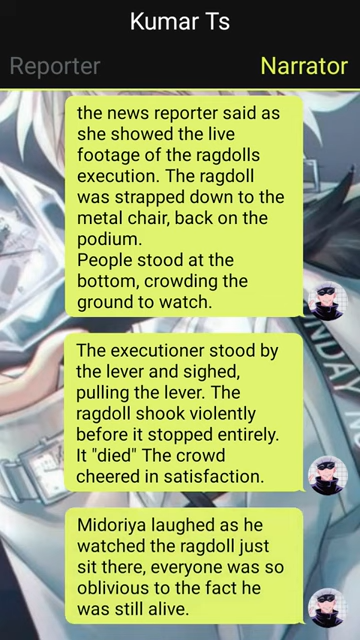 Kumar Ts
Reporter
Narrator
the news reporter said as
she showed the live
footage of the ragdolls
execution. The ragdoll
was strapped down to the
metal chair, back on the
podium.
People stood at the
bottom, crowding the
ground to watch.
The executioner stood by
the lever and sighed,
pulling the lever. The
ragdoll shook violently
before it stopped entirely.
It "died" The crowd
cheered in satisfaction.
Midoriya laughed as he
watched the ragdoll just
sit there, everyone was so
oblivious to the fact he
was still alive.